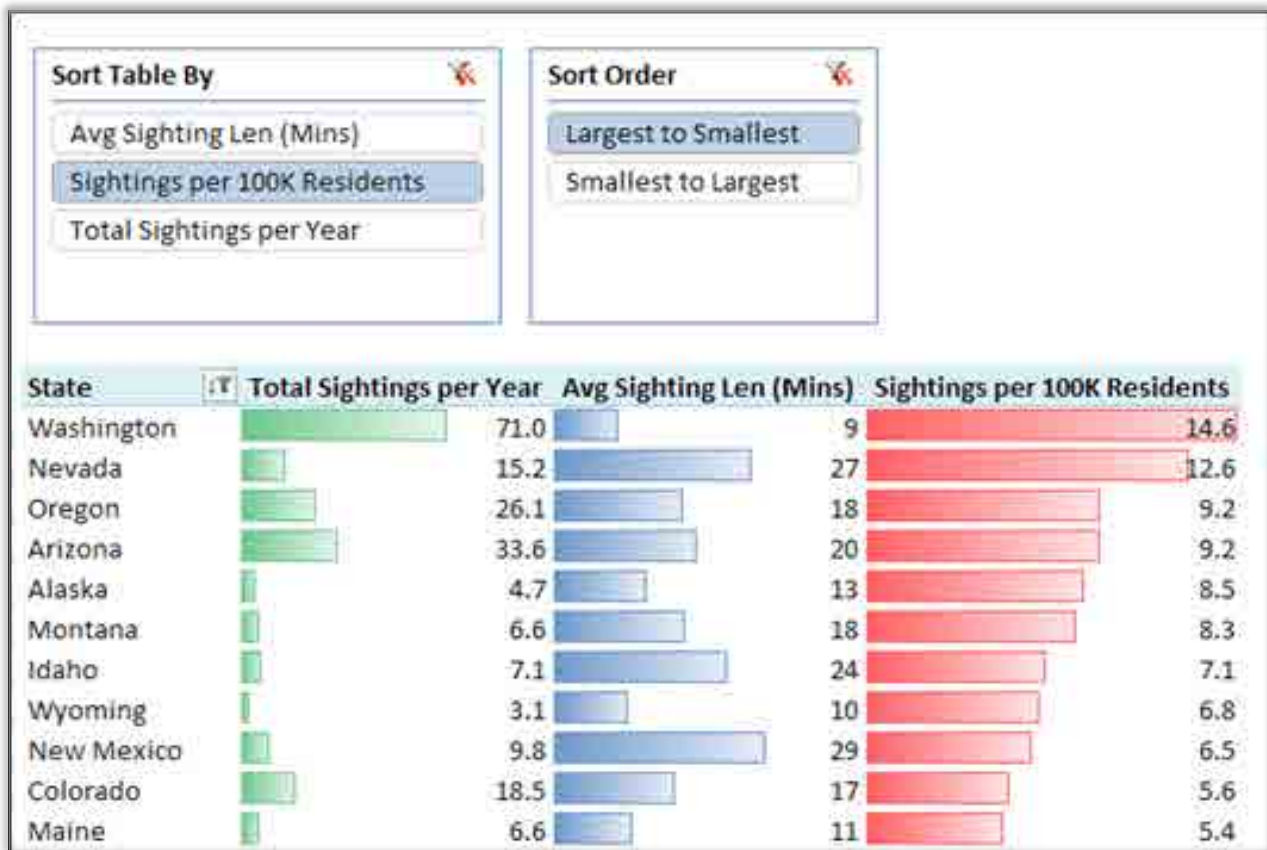 Sort Table By
Avg Sighting Len (Mins)
Sightings per 100K Residents
Total Sightings per Year
Sort Order
Largest to Smallest
Smallest to Largest
State Total Sightings per Year Avg Sighting Len (Mins) Sightings per 100K Residents
Washington 71.0 9 14.6
Nevada 15.2 27 12.6
Oregon 26.1 18 9.2
Arizona 33.6 20 9.2
Alaska 4.7 13 8.5
Montana 6.6 18 8.3
Idaho 7.1 24 7.1
Wyoming 3.1 10 6.8
New Mexico 9.8 29 6.5
Colorado 18.5 17 5.6
Maine 6.6 11 5.4